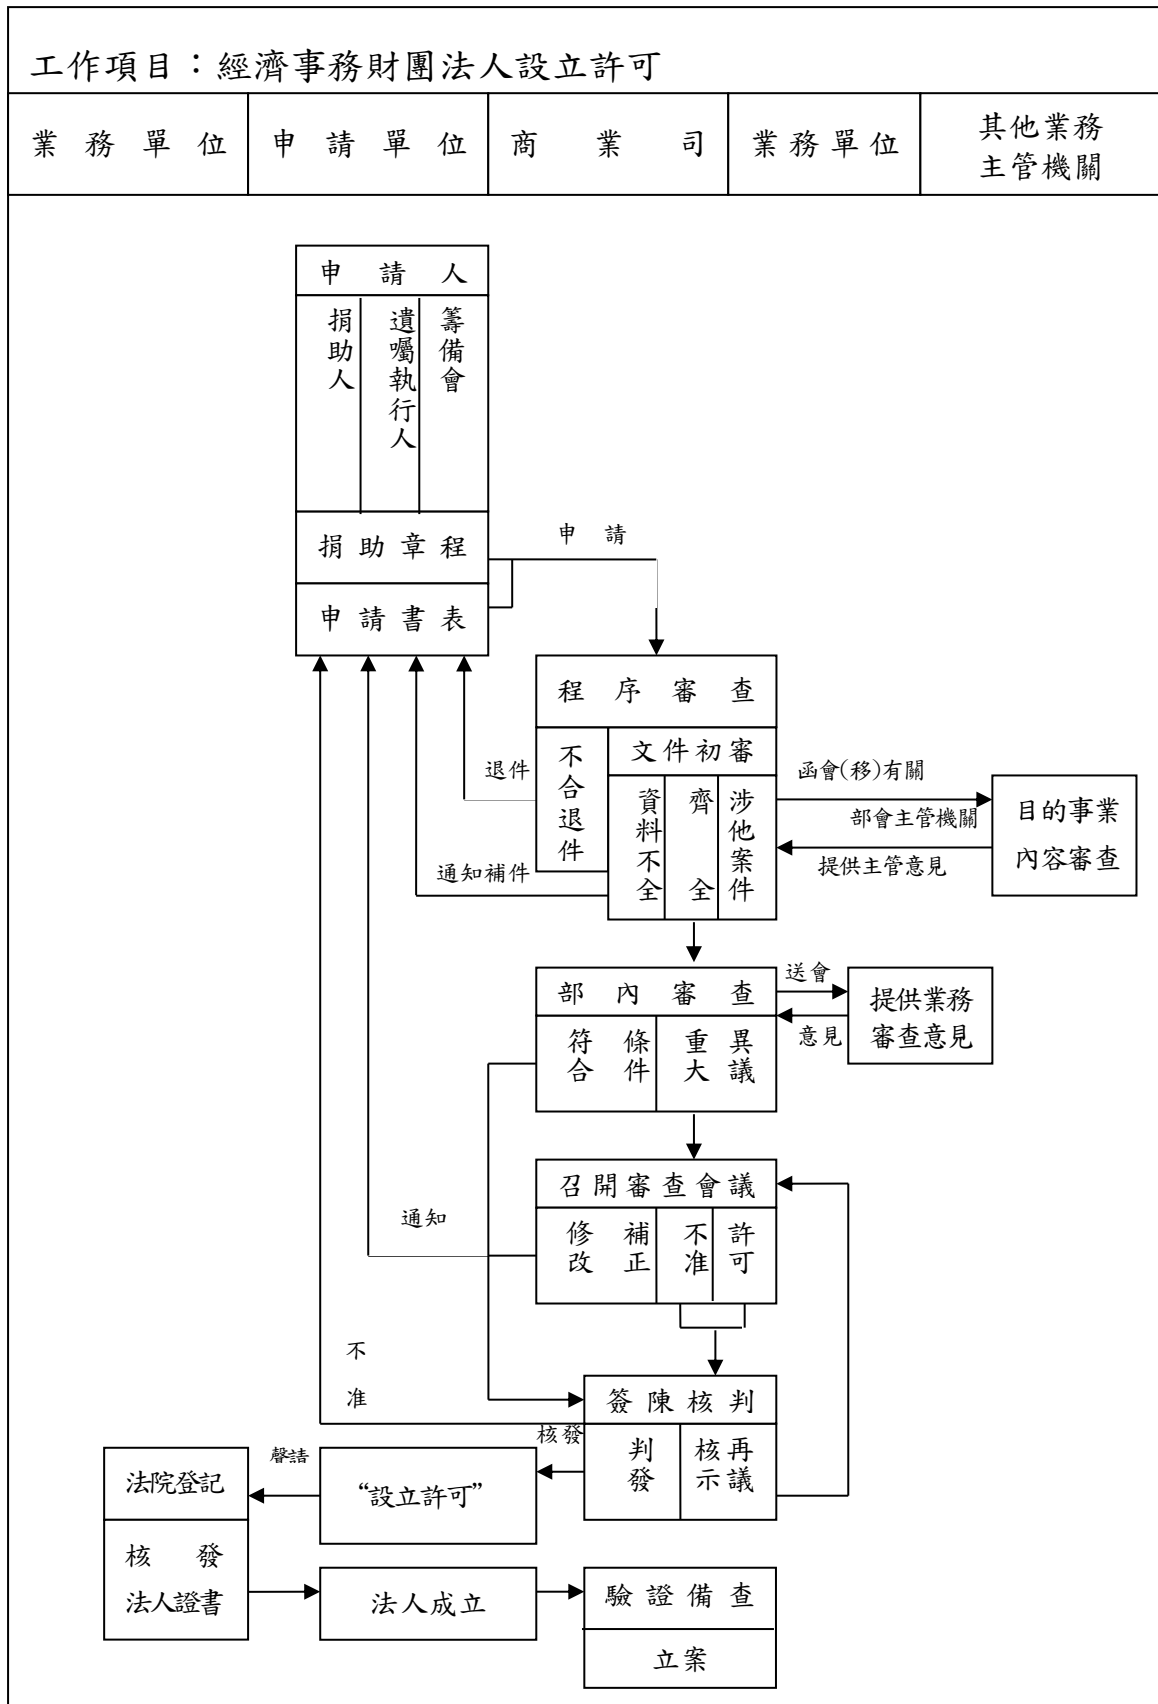 工作項目：經濟事務財團法人設立許可
業務單位
申請單位
商業司
業務單位
其他業務
主管機關
申請人
捐助人
遺囑執行人
籌備會
捐助章程
申請書表
申請
程序審查
不合退件
文件初審
資料不全
齊全
涉他案件
退件
通知補件
函會(移)有關
部會主管機關
提供主管意見
目的事業
內容審查
部內審查
符合條件
重大異議
送會
意見
提供業務
審查意見
召開審查會議
修改補正
不准
許可
通知
不准
簽陳核判
判發
核示再議
核發
“設立許可”
聲請
法院登記
核發
法人證書
法人成立
驗證備查
立案